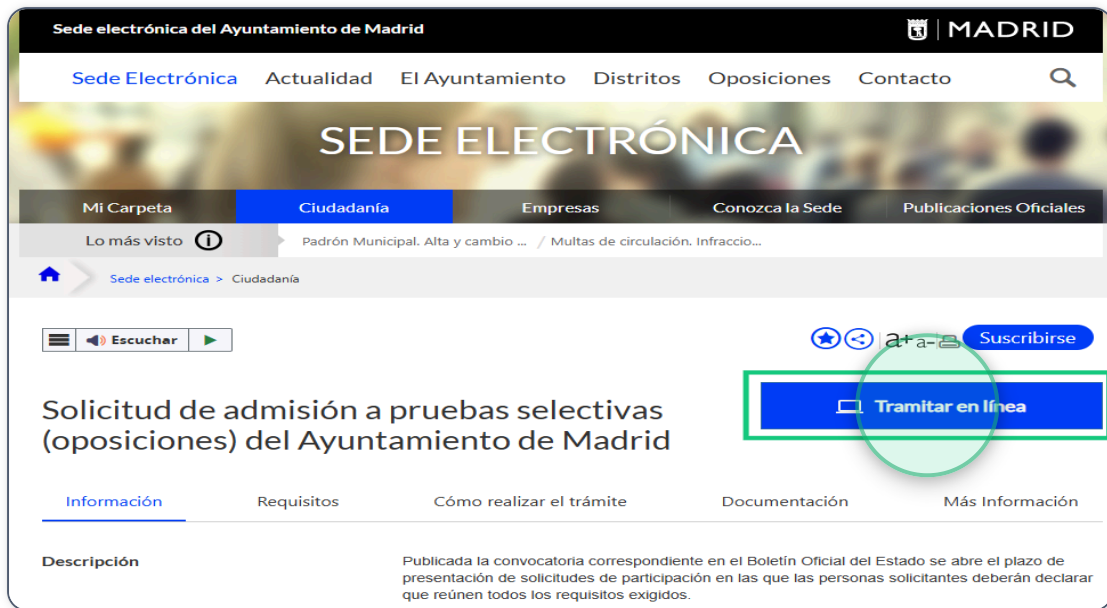 Sede electrónica del Ayuntamiento de Madrid
MADRID
Sede Electrónica Actualidad El Ayuntamiento Distritos Oposiciones Contacto
SEDE ELECTRÓNICA
Mi Carpeta Ciudadanía Empresas Conozca la Sede Publicaciones Oficiales
Lo más visto Padrón Municipal. Alta y cambio ... / Multas de circulación. Infraccio...
Sede electrónica > Ciudadanía
Escuchar a+ a- Suscribirse
Tramitar en línea
Solicitud de admisión a pruebas selectivas
(oposiciones) del Ayuntamiento de Madrid
Información Requisitos Cómo realizar el trámite Documentación Más Información
Descripción Publicada la convocatoria correspondiente en el Boletín Oficial del Estado se abre el plazo de
presentación de solicitudes de participación en las que las personas solicitantes deberán declarar
que reúnen todos los requisitos exigidos.